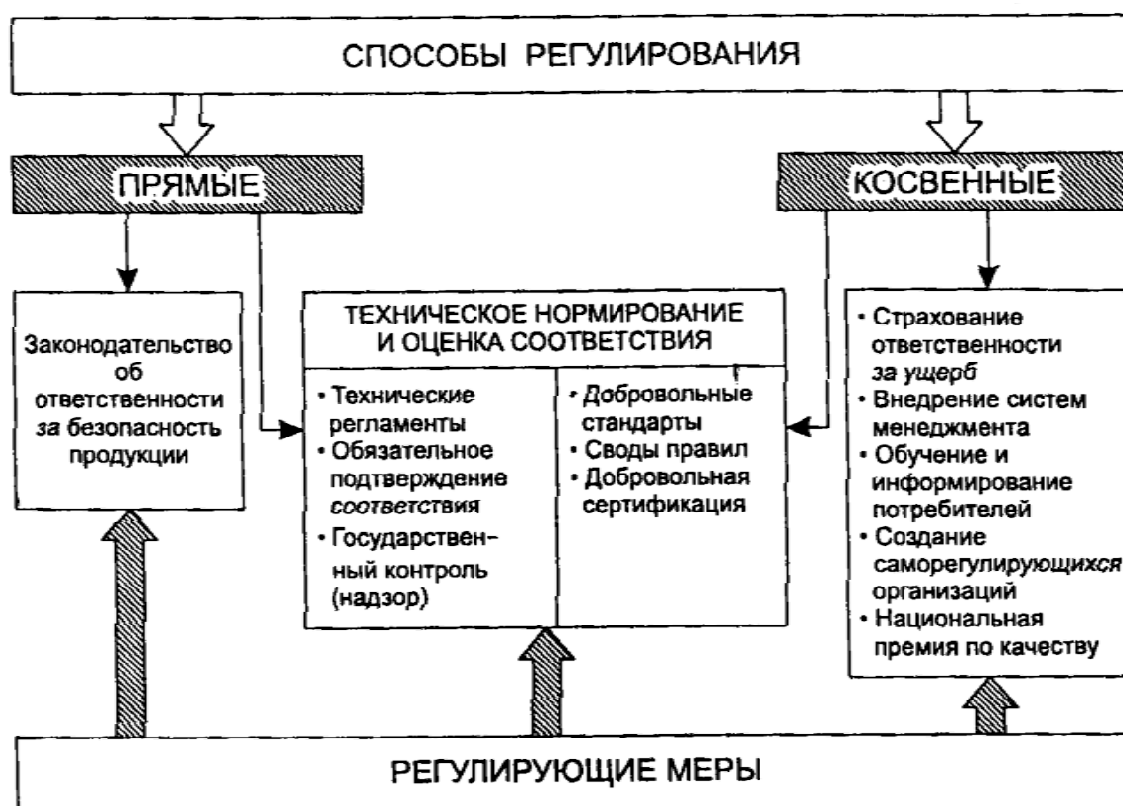 СПОСОБЫ РЕГУЛИРОВАНИЯ
ПРЯМЫЕ
КОСВЕННЫЕ
Законодательство
об
ответственности
за безопасность
продукции
ТЕХНИЧЕСКОЕ НОРМИРОВАНИЕ
И ОЦЕНКА СООТВЕТСТВИЯ
• Технические
регламенты
• Обязательное
подтверждение
соответствия
• Государствен-
ный контроль
(надзор)
• Добровольные
стандарты
• Своды правил
• Добровольная
сертификация
• Страхование
ответственности
за ущерб
• Внедрение систем
менеджмента
• Обучение и
информирование
потребителей
• Создание
саморегулирующихся
организаций
• Национальная
премия по качеству
РЕГУЛИРУЮЩИЕ МЕРЫ